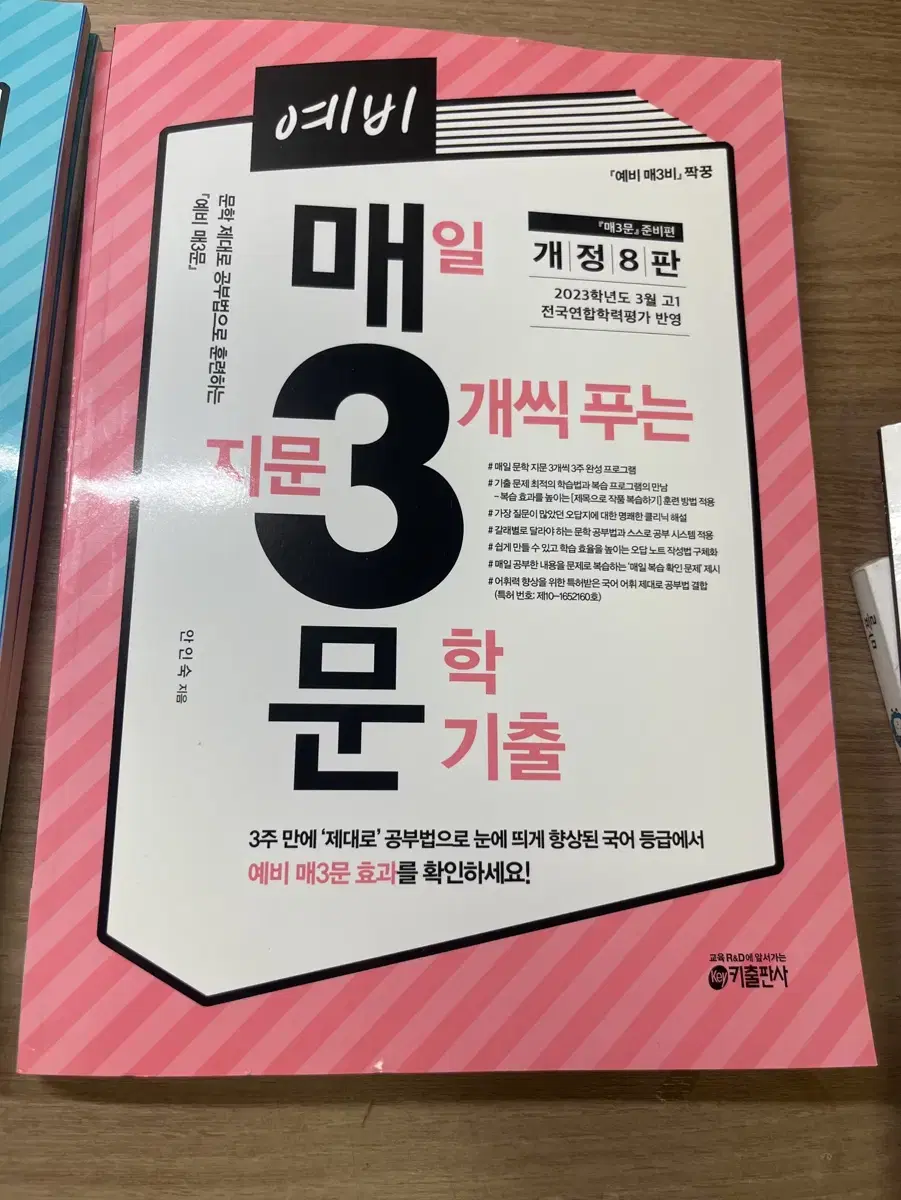 예비
『예비 매3비』 짝꿍
『매3문』 준비편
개정8판
2023학년도 3월 고1
전국연합학력평가 반영
문학 제대로 공부법으로 훈련하는
『예비 매3문』
매일
지문 3개씩 푸는
# 매일 문학 지문 3개씩 3주 완성 프로그램
# 기출 문제 최적의 학습법과 복습 프로그램의 만남
- 복습 효과를 높이는 [제목으로 작품 복습하기] 훈련 방법 적용
# 가장 질문이 많았던 오답지에 대한 명쾌한 클리닉 해설
# 갈래별로 달라야 하는 문학 공부법과 스스로 공부 시스템 적용
# 쉽게 만들 수 있고 학습 효율을 높이는 오답 노트 작성법 구체화
# 매일 공부한 내용을 문제로 복습하는 '매일 복습 확인 문제' 제시
# 어휘력 향상을 위한 특허받은 국어 어휘 제대로 공부법 결합
(특허 번호: 제10-1652160호)
안인숙 지음
문학
기출
3주 만에 '제대로' 공부법으로 눈에 띄게 향상된 국어 등급에서
예비 매3문 효과를 확인하세요!
교육 R&D에 앞서가는
Key 키출판사